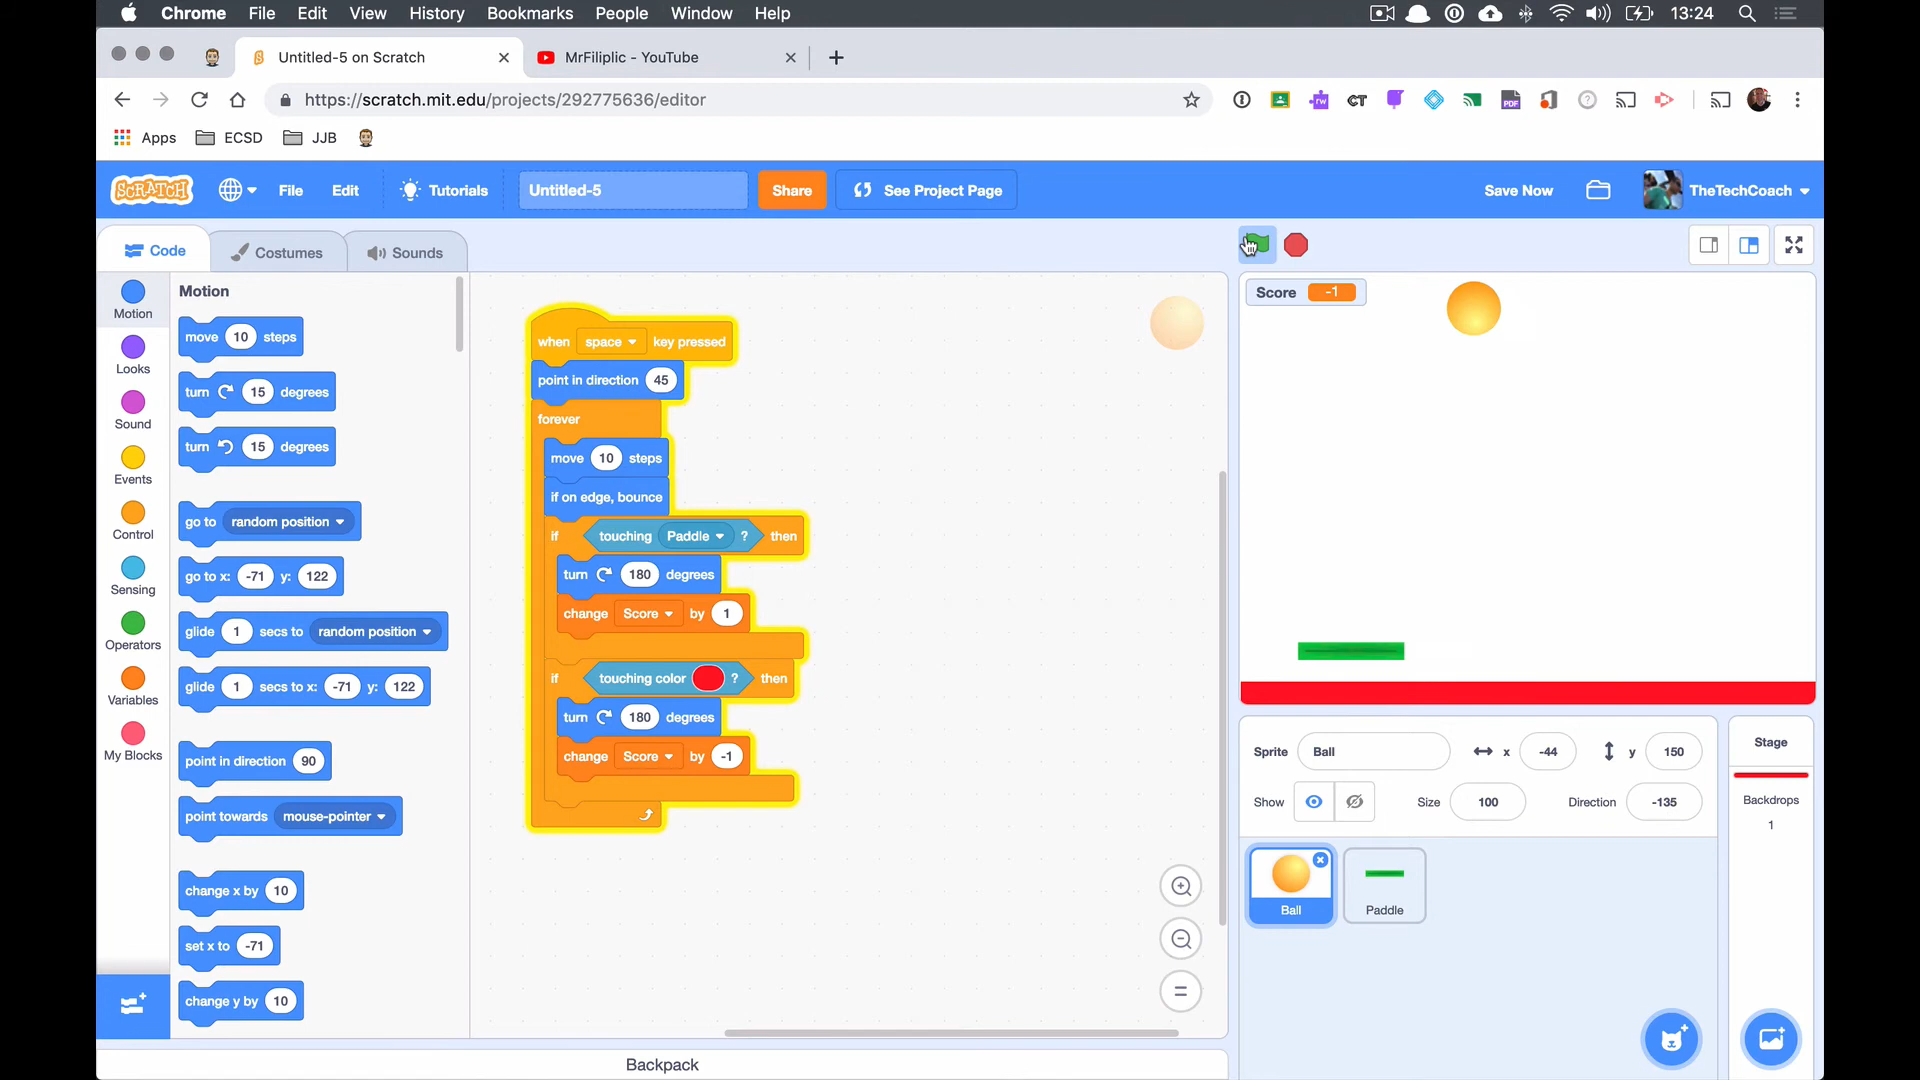 Chrome File Edit View History Bookmarks People Window Help 13:24
Untitled-5 on Scratch MrFiliplic - YouTube
https://scratch.mit.edu/projects/292775636/editor
Apps ECSD JJB
SCRATCH File Edit Tutorials Untitled-5 Share See Project Page Save Now TheTechCoach
Code Costumes Sounds
Motion
Looks
Sound
Events
Control
Sensing
Operators
Variables
My Blocks
Motion
move 10 steps
turn 15 degrees
turn 15 degrees
go to random position
go to x: -71 y: 122
glide 1 secs to random position
glide 1 secs to x: -71 y: 122
point in direction 90
point towards mouse-pointer
change x by 10
set x to -71
change y by 10
when space key pressed
point in direction 45
forever
move 10 steps
if on edge, bounce
if touching Paddle ? then
turn 180 degrees
change Score by 1
if touching color ? then
turn 180 degrees
change Score by -1
Backpack
Score -1
Sprite Ball x -44 y 150
Show Size 100 Direction -135
Ball Paddle
Stage
Backdrops
1